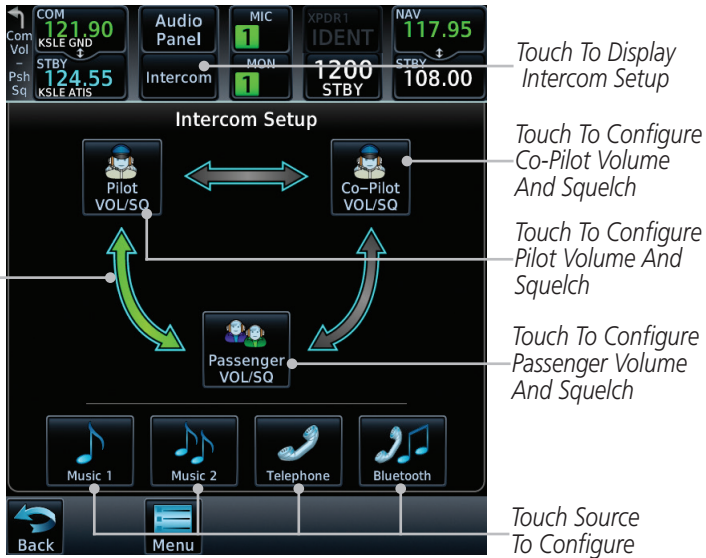 Com
Vol
–
Psh
Sq
COM
121.90
KSLE GND
STBY
124.55
KSLE ATIS
Audio
Panel
Intercom
MIC
1
MON
1
XPDR1
IDENT
1200
STBY
NAV
117.95
STBY
108.00
Touch To Display
Intercom Setup
Intercom Setup
Pilot
VOL/SQ
Co-Pilot
VOL/SQ
Passenger
VOL/SQ
Touch To Configure
Co-Pilot Volume
And Squelch
Touch To Configure
Pilot Volume And
Squelch
Touch To Configure
Passenger Volume
And Squelch
Music 1
Music 2
Telephone
Bluetooth
Touch Source
To Configure
Back
Menu